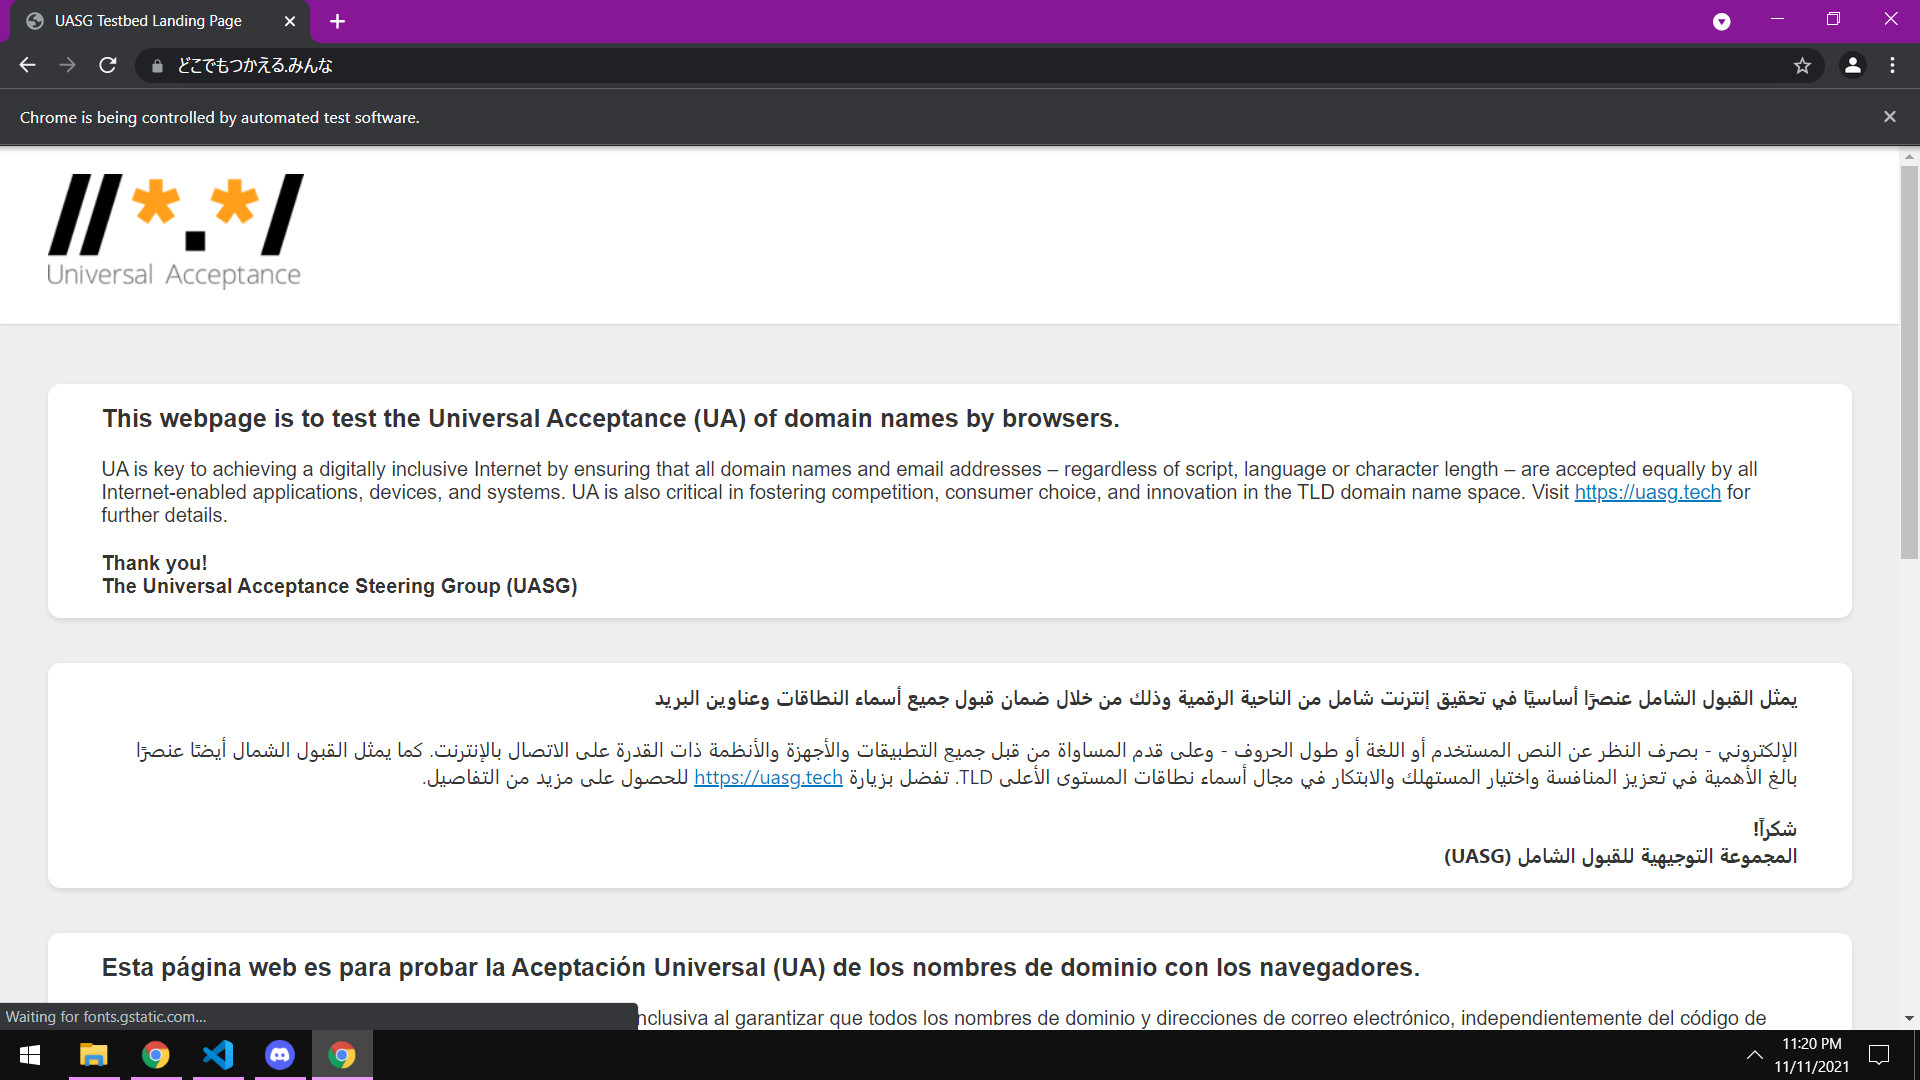 UASG Testbed Landing Page
どこでもつかえる.みんな
Chrome is being controlled by automated test software.
//*.*/
Universal Acceptance
This webpage is to test the Universal Acceptance (UA) of domain names by browsers.
UA is key to achieving a digitally inclusive Internet by ensuring that all domain names and email addresses – regardless of script, language or character length – are accepted equally by all
Internet-enabled applications, devices, and systems. UA is also critical in fostering competition, consumer choice, and innovation in the TLD domain name space. Visit https://uasg.tech for
further details.
Thank you!
The Universal Acceptance Steering Group (UASG)
يمثل القبول الشامل عنصرًا أساسيًا في تحقيق إنترنت شامل من الناحية الرقمية وذلك من خلال ضمان قبول جميع أسماء النطاقات وعناوين البريد
الإلكتروني - بصرف النظر عن النص المستخدم أو اللغة أو طول الحروف - وعلى قدم المساواة من قبل جميع التطبيقات والأجهزة والأنظمة ذات القدرة على الاتصال بالإنترنت. كما يمثل القبول الشمال أيضًا عنصرًا
بالغ الأهمية في تعزيز المنافسة واختيار المستهلك والابتكار في مجال أسماء نطاقات المستوى الأعلى TLD. تفضل بزيارة https://uasg.tech للحصول على مزيد من التفاصيل.
شكراً!
المجموعة التوجيهية للقبول الشامل (UASG)
Esta página web es para probar la Aceptación Universal (UA) de los nombres de dominio con los navegadores.
nclusiva al garantizar que todos los nombres de dominio y direcciones de correo electrónico, independientemente del código de
Waiting for fonts.gstatic.com...
11:20 PM
11/11/2021